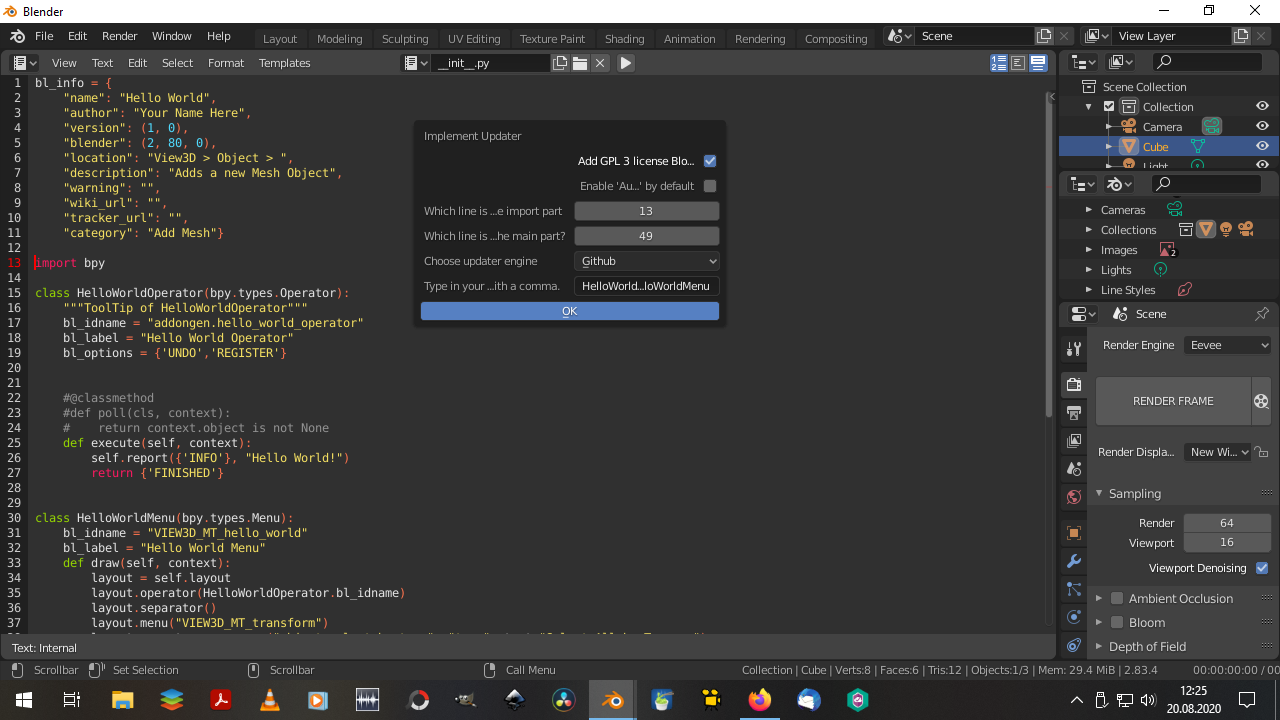 Blender
File Edit Render Window Help Layout Modeling Sculpting UV Editing Texture Paint Shading Animation Rendering Compositing Scene View Layer
View Text Edit Select Format Templates __init__.py
1 bl_info = {
2 "name": "Hello World",
3 "author": "Your Name Here",
4 "version": (1, 0),
5 "blender": (2, 80, 0),
6 "location": "View3D > Object > ",
7 "description": "Adds a new Mesh Object",
8 "warning": "",
9 "wiki_url": "",
10 "tracker_url": "",
11 "category": "Add Mesh"}
12
13 import bpy
14
15 class HelloWorldOperator(bpy.types.Operator):
16 """ToolTip of HelloWorldOperator"""
17 bl_idname = "addongen.hello_world_operator"
18 bl_label = "Hello World Operator"
19 bl_options = {'UNDO','REGISTER'}
20
21
22 #@classmethod
23 #def poll(cls, context):
24 #    return context.object is not None
25 def execute(self, context):
26 self.report({'INFO'}, "Hello World!")
27 return {'FINISHED'}
28
29
30 class HelloWorldMenu(bpy.types.Menu):
31 bl_idname = "VIEW3D_MT_hello_world"
32 bl_label = "Hello World Menu"
33 def draw(self, context):
34 layout = self.layout
35 layout.operator(HelloWorldOperator.bl_idname)
36 layout.separator()
37 layout.menu("VIEW3D_MT_transform")
Implement Updater
Add GPL 3 license Blo...
Enable 'Au...' by default
Which line is ...e import part 13
Which line is ...he main part? 49
Choose updater engine Github
Type in your ...ith a comma. HelloWorld...loWorldMenu
OK
Scene Collection
Collection
Camera
Cube
Light
Cameras
Collections
Images 2
Lights
Line Styles
Scene
Render Engine Eevee
RENDER FRAME
Render Displa... New Wi...
Sampling
Render 64
Viewport 16
Viewport Denoising
Ambient Occlusion
Bloom
Depth of Field
Text: Internal
Scrollbar Set Selection Scrollbar Call Menu Collection | Cube | Verts:8 | Faces:6 | Tris:12 | Objects:1/3 | Mem: 29.4 MiB | 2.83.4 00:00:00:00 / 00
12:25
20.08.2020